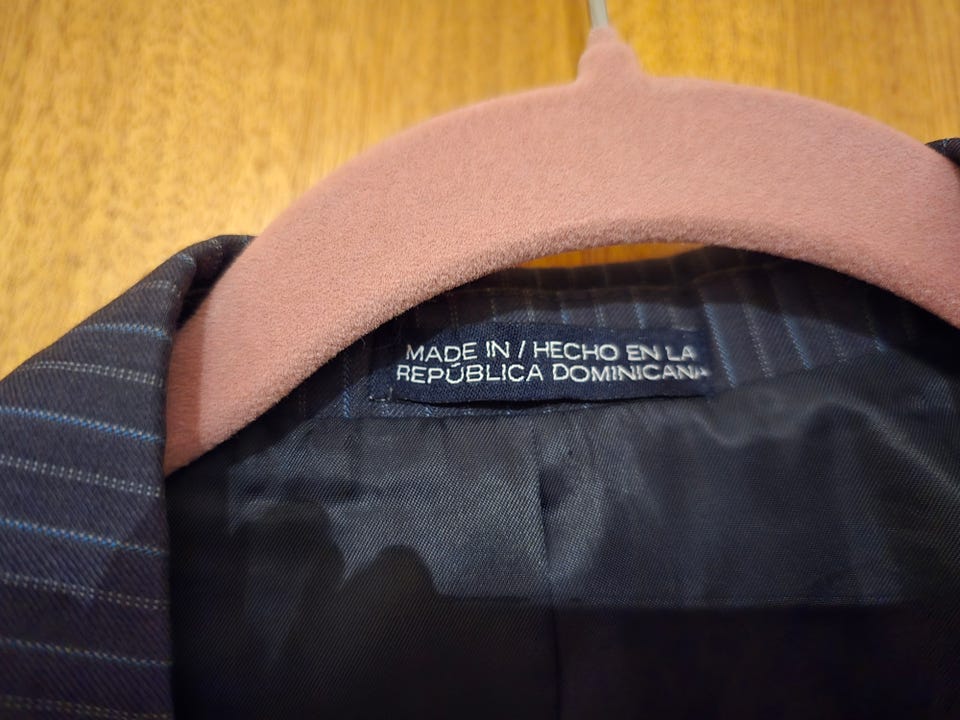 MADE IN / HECHO EN LA
REPÚBLICA DOMINICANA